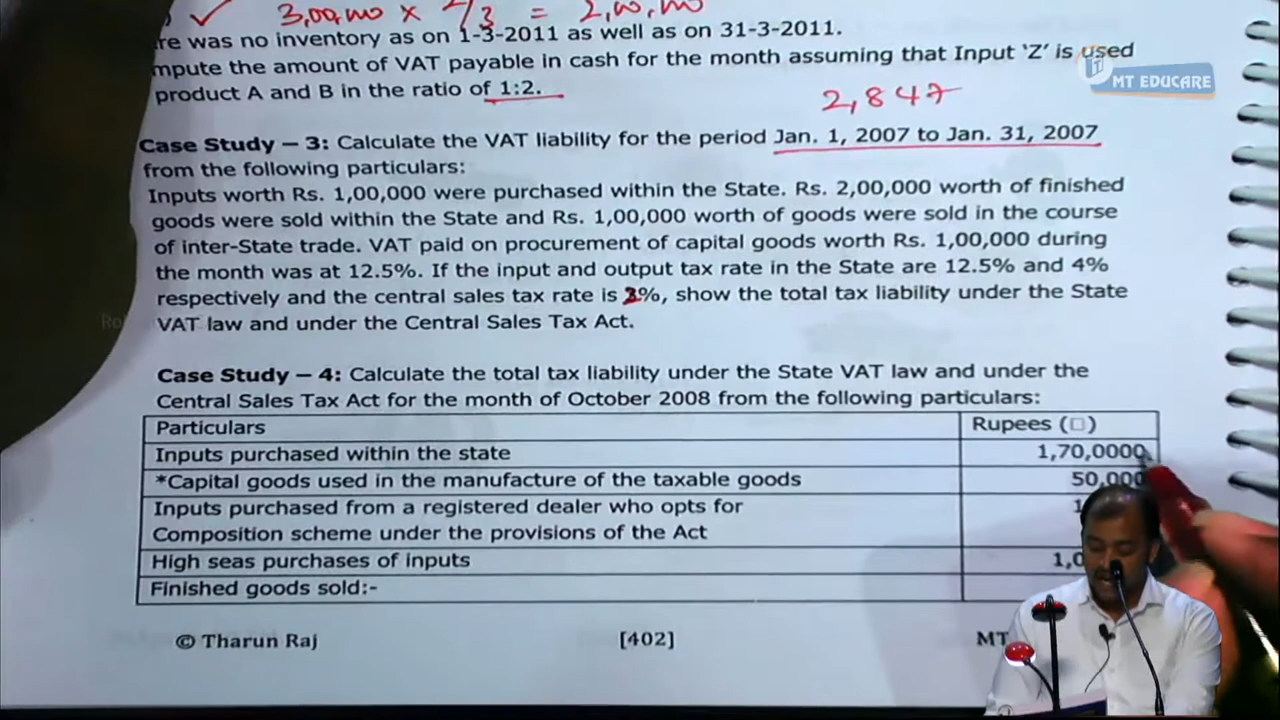 3,00,000 x 2/3 = 2,00,000
re was no inventory as on 1-3-2011 as well as on 31-3-2011.
mpute the amount of VAT payable in cash for the month assuming that Input ‘Z’ is used
product A and B in the ratio of 1:2.
2,847
MT EDUCARE
Case Study – 3: Calculate the VAT liability for the period Jan. 1, 2007 to Jan. 31, 2007
from the following particulars:
Inputs worth Rs. 1,00,000 were purchased within the State. Rs. 2,00,000 worth of finished
goods were sold within the State and Rs. 1,00,000 worth of goods were sold in the course
of inter-State trade. VAT paid on procurement of capital goods worth Rs. 1,00,000 during
the month was at 12.5%. If the input and output tax rate in the State are 12.5% and 4%
respectively and the central sales tax rate is %, show the total tax liability under the State
VAT law and under the Central Sales Tax Act.
Case Study – 4: Calculate the total tax liability under the State VAT law and under the
Central Sales Tax Act for the month of October 2008 from the following particulars:
Particulars Rupees (□)
Inputs purchased within the state 1,70,0000
*Capital goods used in the manufacture of the taxable goods 50,000
Inputs purchased from a registered dealer who opts for 1
Composition scheme under the provisions of the Act
High seas purchases of inputs 1,0
Finished goods sold:-
© Tharun Raj [402] MT